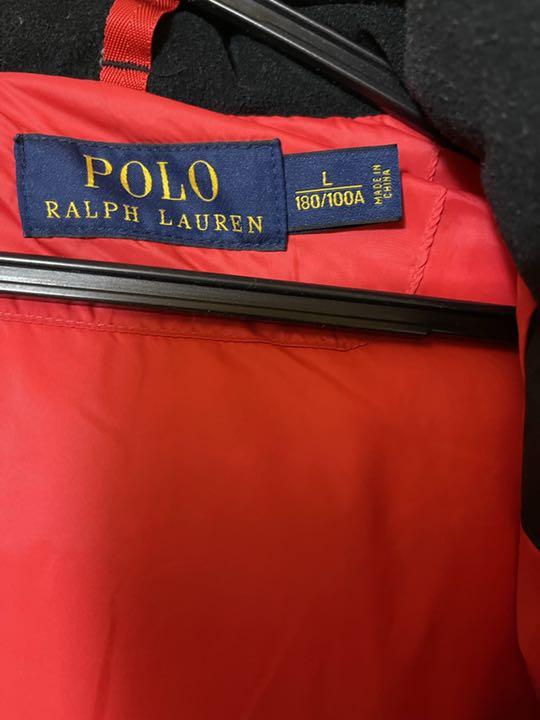 POLO
RALPH LAUREN
L
180/100A
MADE IN
CHINA